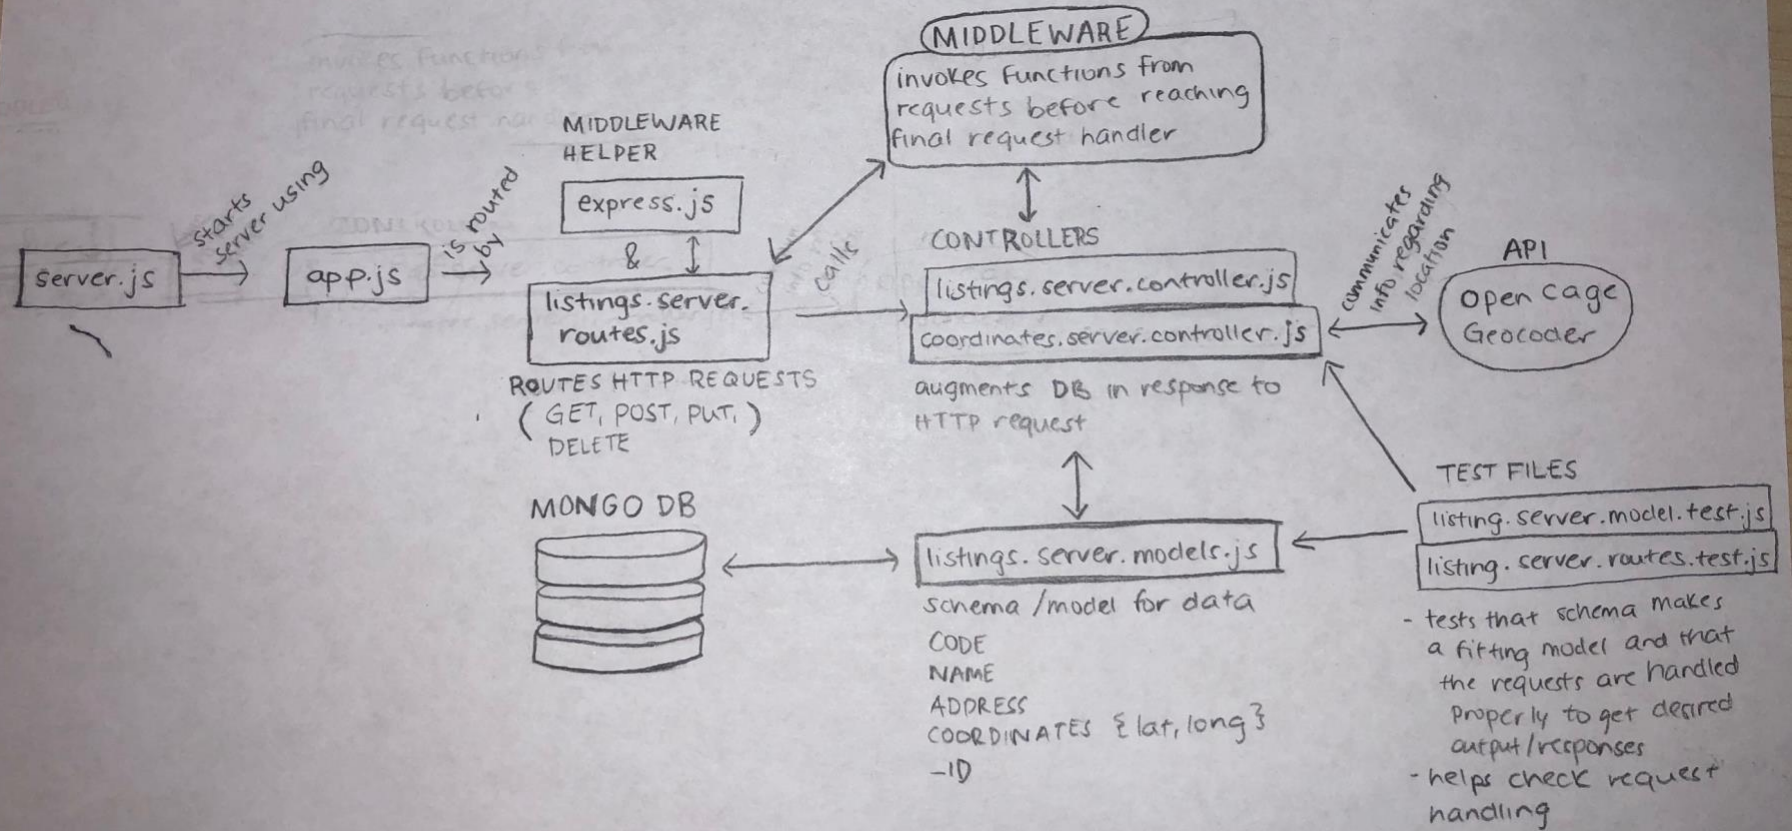 MIDDLEWARE
invokes functions from
requests before reaching
final request handler
MIDDLEWARE
HELPER
express.js
&
server.js
starts
server using
app.js
is routed
by
listings.server.
routes.js
ROUTES HTTP REQUESTS
( GET, POST, PUT, )
DELETE
calls
CONTROLLERS
listings.server.controller.js
coordinates.server.controller.js
augments DB in response to
HTTP request
communicates
info regarding
location
API
Open Cage
Geocoder
MONGO DB
listings.server.models.js
schema/model for data
CODE
NAME
ADDRESS
COORDINATES {lat, long}
_ID
TEST FILES
listing.server.model.test.js
listing.server.routes.test.js
- tests that schema makes
a fitting model and that
the requests are handled
properly to get desired
output/responses
- helps check request
handling